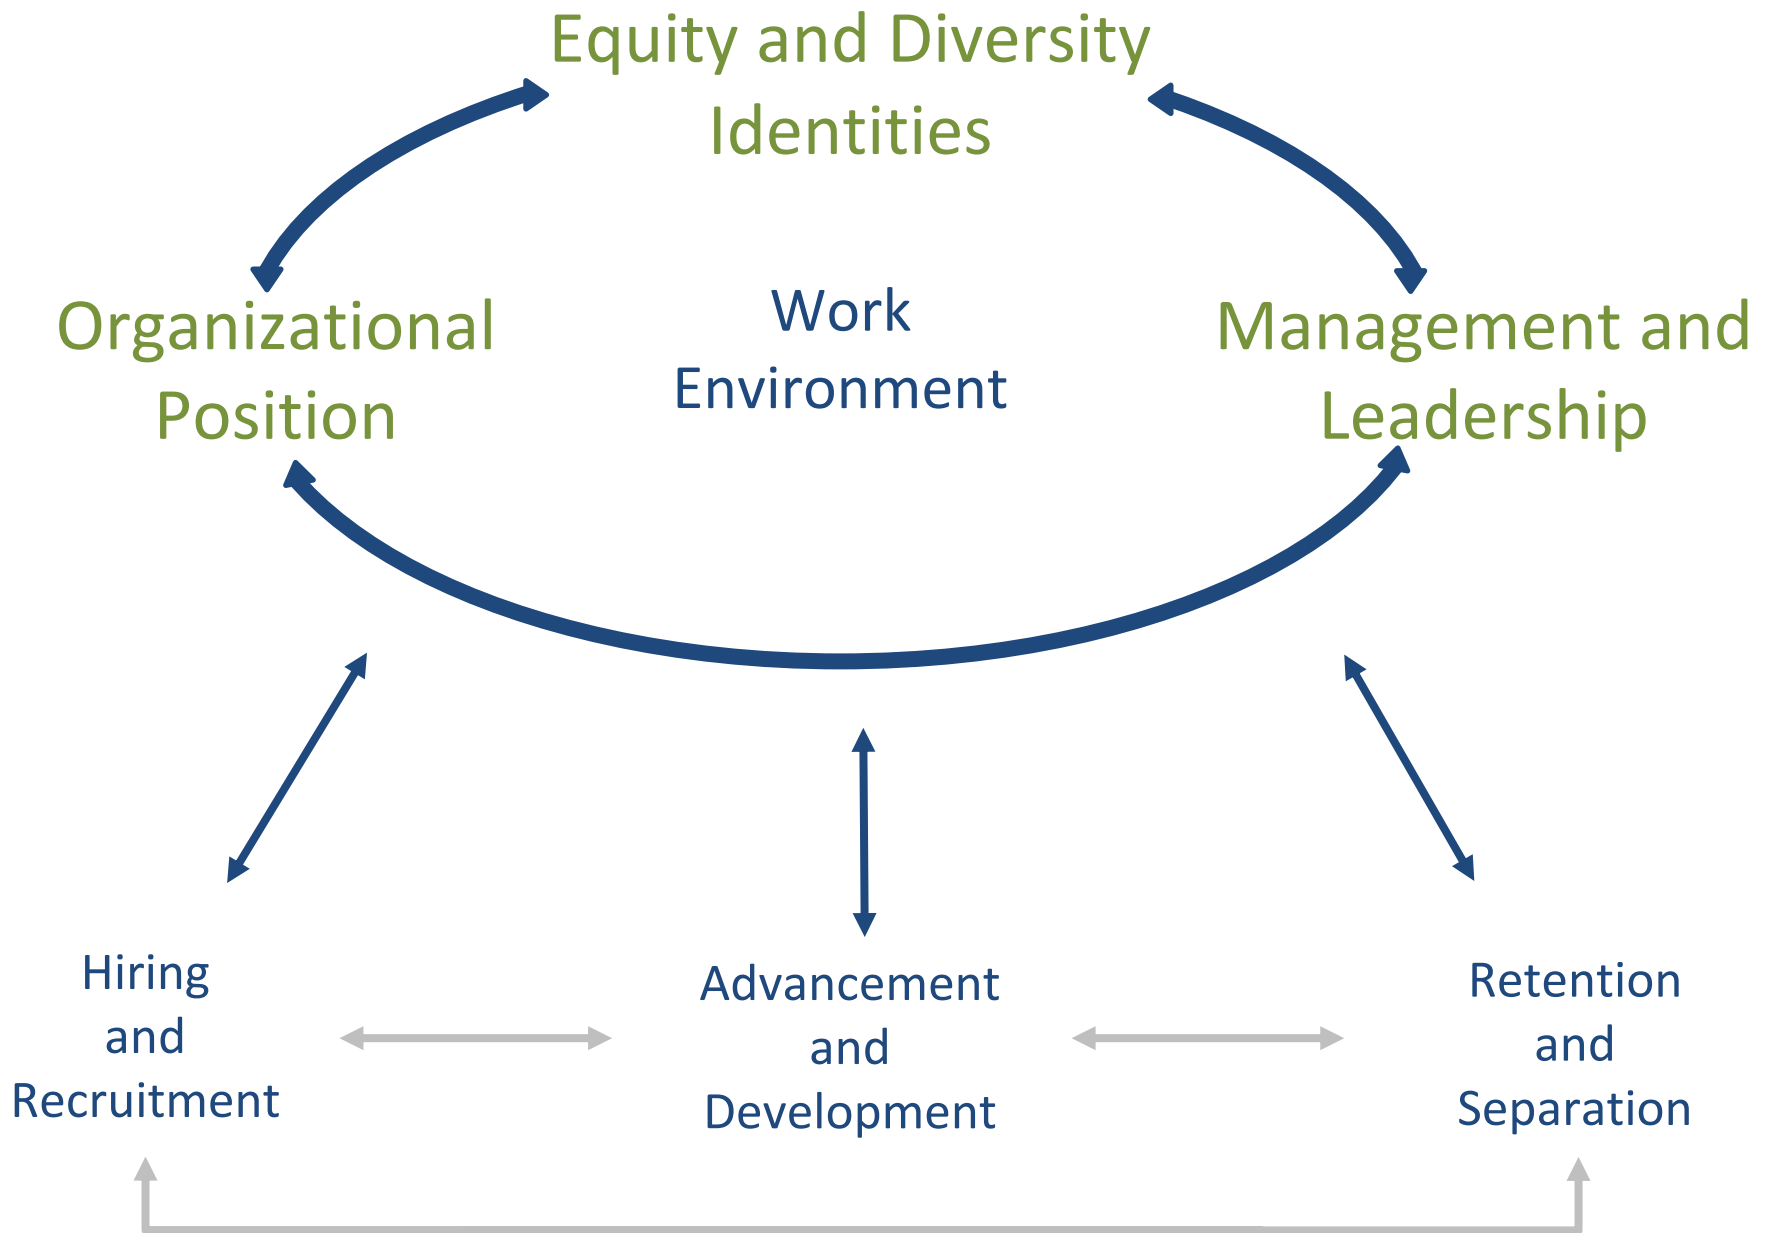 Equity and Diversity
Identities
Organizational
Position
Work
Environment
Management and
Leadership
Hiring
and
Recruitment
Advancement
and
Development
Retention
and
Separation